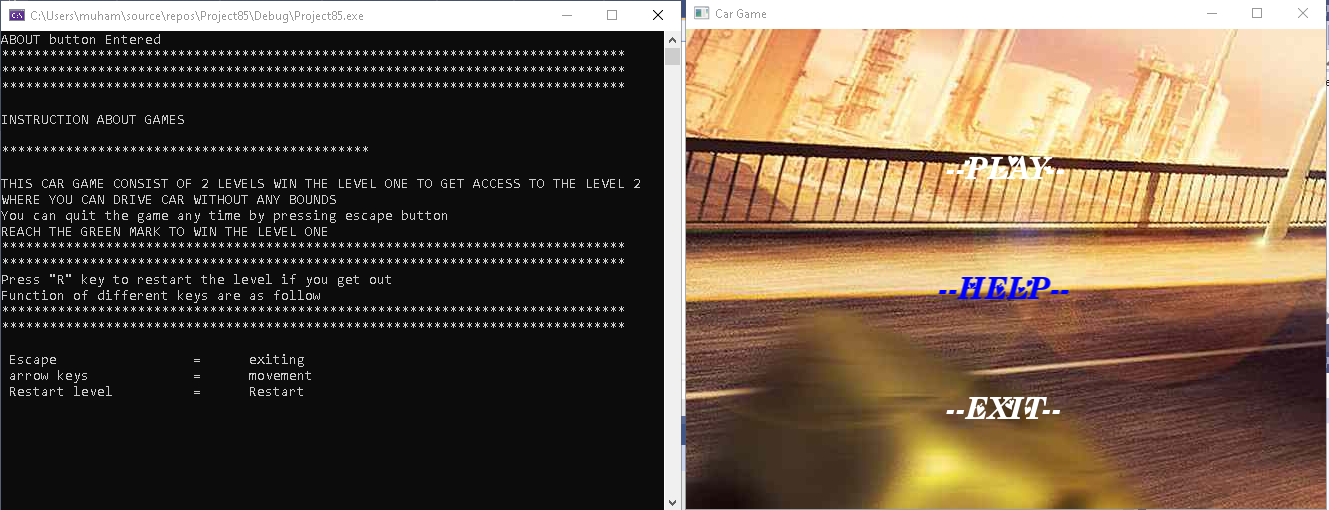 C:\Users\muham\source\repos\Project85\Debug\Project85.exe
ABOUT button Entered
******************************************************************************
******************************************************************************
******************************************************************************
INSTRUCTION ABOUT GAMES
**********************************************
THIS CAR GAME CONSIST OF 2 LEVELS WIN THE LEVEL ONE TO GET ACCESS TO THE LEVEL 2
WHERE YOU CAN DRIVE CAR WITHOUT ANY BOUNDS
You can quit the game any time by pressing escape button
REACH THE GREEN MARK TO WIN THE LEVEL ONE
******************************************************************************
******************************************************************************
Press "R" key to restart the level if you get out
Function of different keys are as follow
******************************************************************************
******************************************************************************
Escape = exiting
arrow keys = movement
Restart level = Restart
Car Game
--PLAY--
--HELP--
--EXIT--